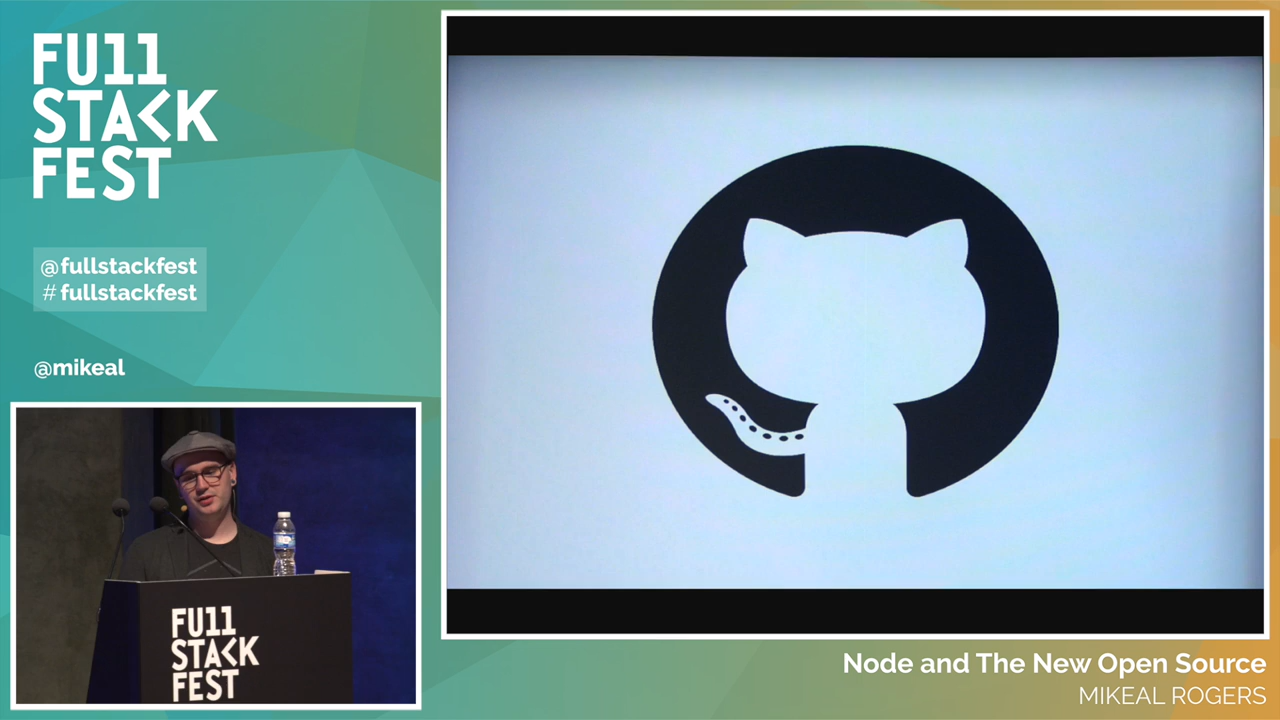 FULL
STACK
FEST
@fullstackfest
# fullstackfest
@mikeal
FULL
STACK
FEST
Node and The New Open Source
MIKEAL ROGERS